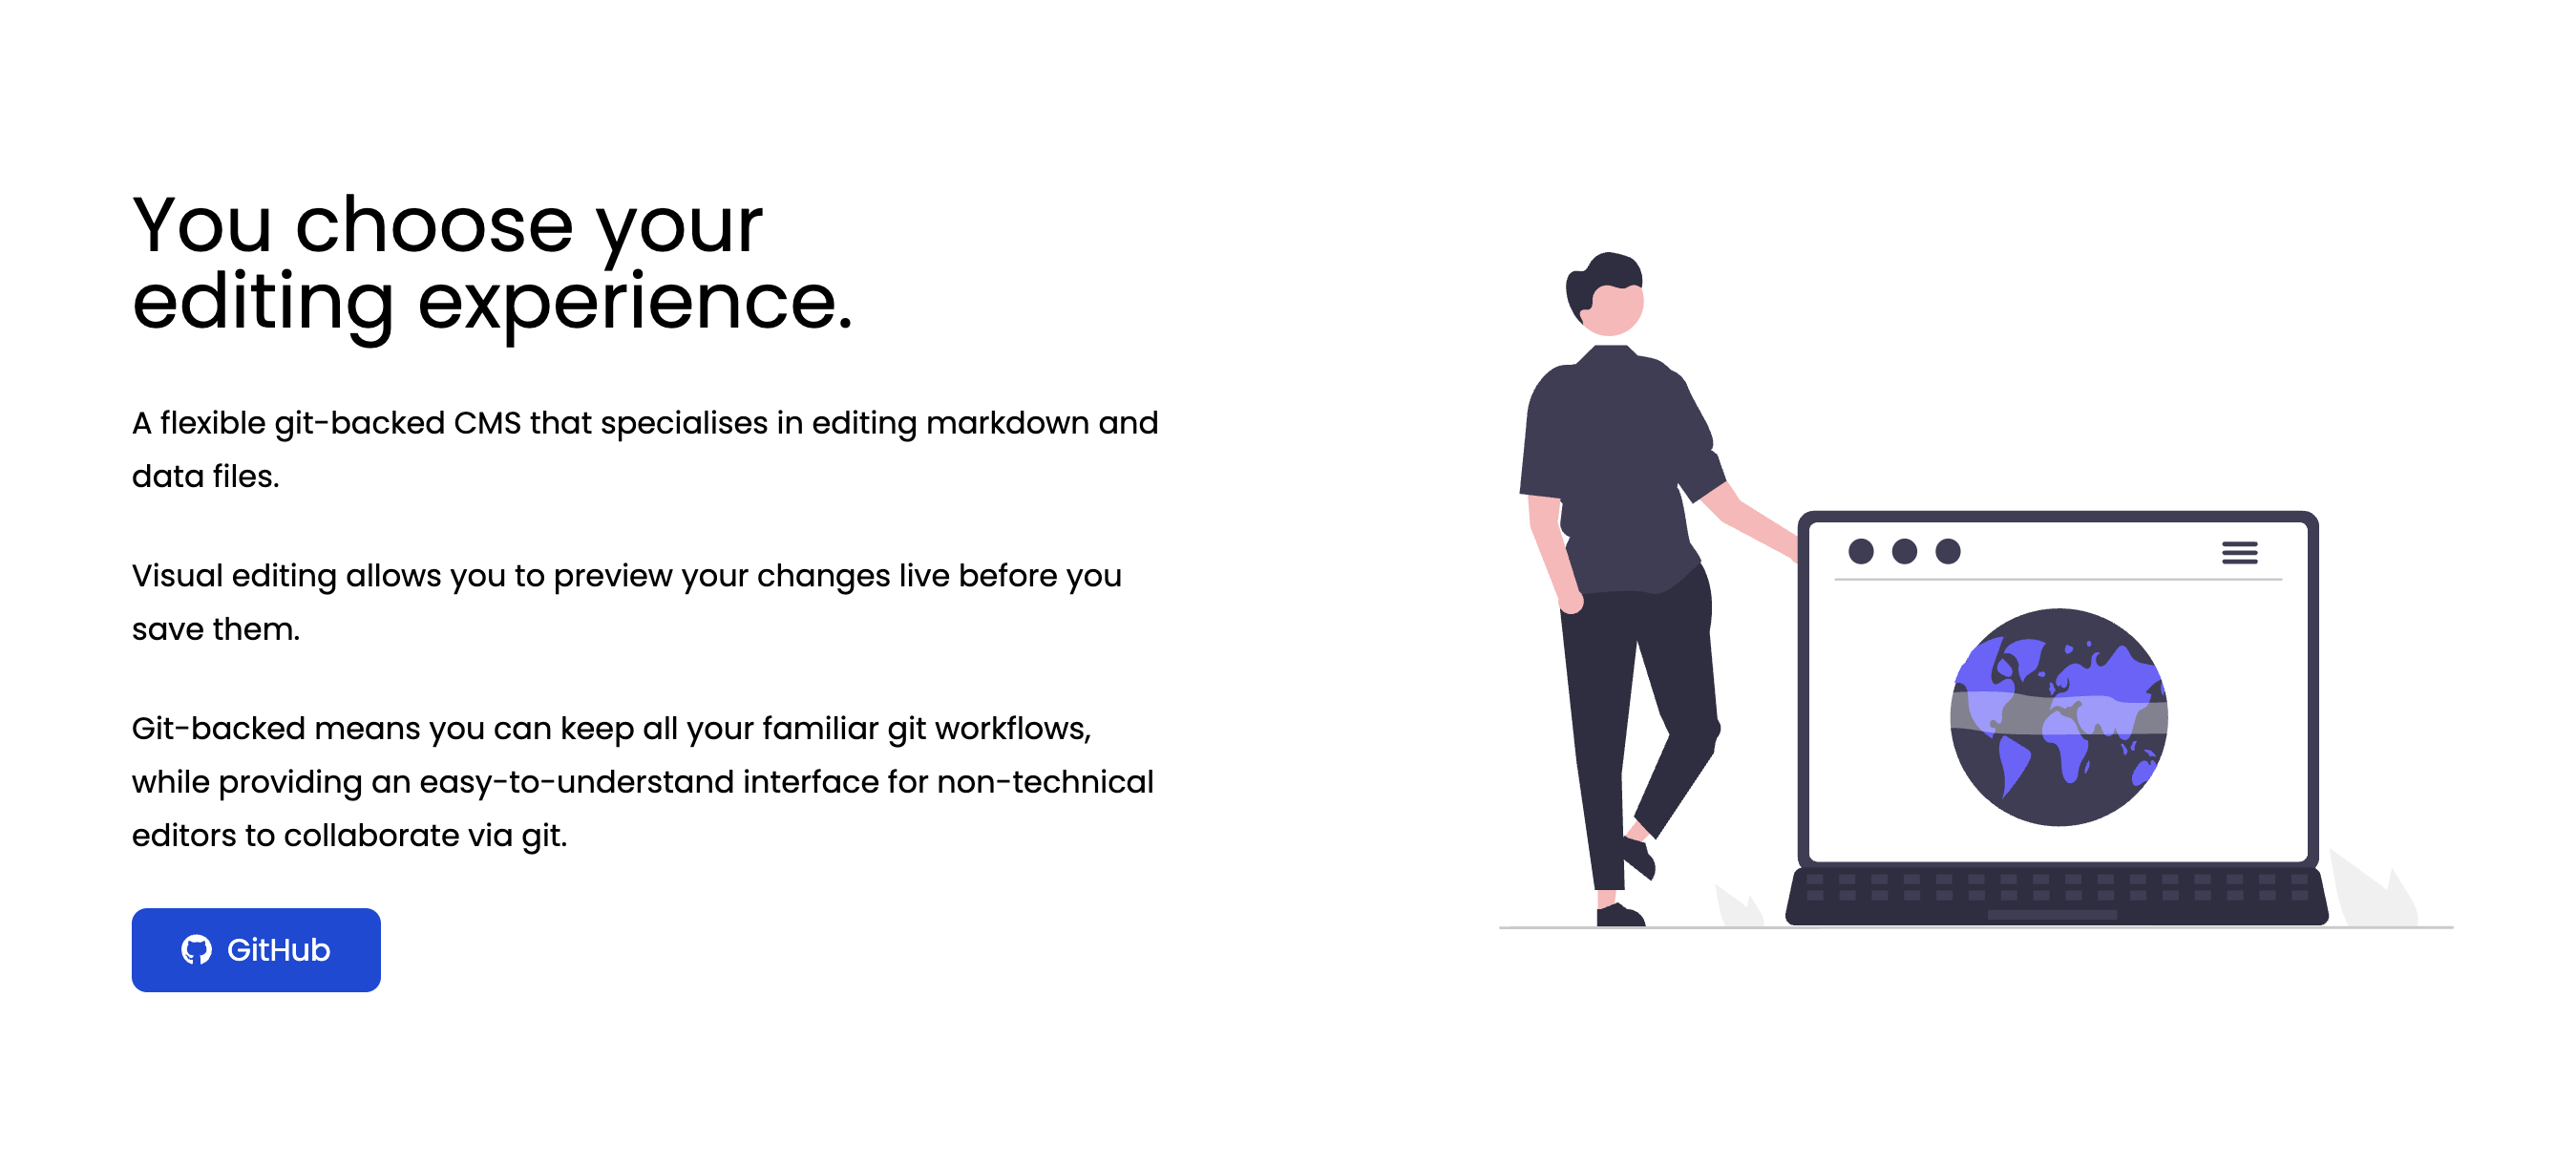 You choose your
editing experience.
A flexible git-backed CMS that specialises in editing markdown and
data files.
Visual editing allows you to preview your changes live before you
save them.
Git-backed means you can keep all your familiar git workflows,
while providing an easy-to-understand interface for non-technical
editors to collaborate via git.
GitHub